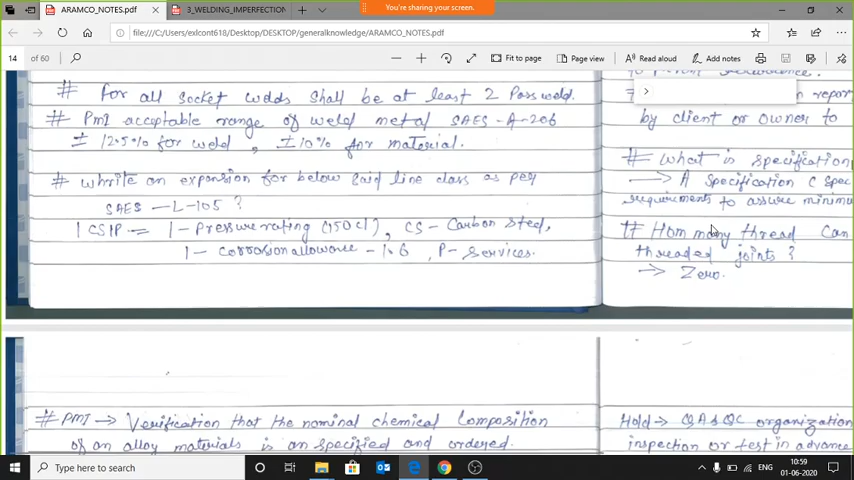 ARAMCO_NOTES.pdf
3_WELDING_IMPERFECTION
You're sharing your screen.
file:///C:/Users/exlcont618/Desktop/DESKTOP/generalknowledge/ARAMCO_NOTES.pdf
14 of 60
Fit to page
Page view
Read aloud
Add notes
# For all socket welds shall be at least 2 Pass weld.
# PMI acceptable range of weld metal SAES-A-206
± 12.5% for weld, ± 10% for material.
# Whrite an expansion for below said line class as per
SAES - L-105 ?
1CS1P = 1 - Pressure rating (150 Cl), CS - Carbon steel,
1 - Corrosion allowance - 1.6, P - Services.
repor
by client or owner to
# What is specification
→ A specification (spec
requirements to assure minimu
# How many thread can
threaded joints ?
→ Zero.
# PMI → Verification that the nominal chemical Composition
of an alloy materials is an specified and ordered.
Hold → QA & QC organization
inspection or test in advance
Type here to search
ENG
10:59
01-06-2020